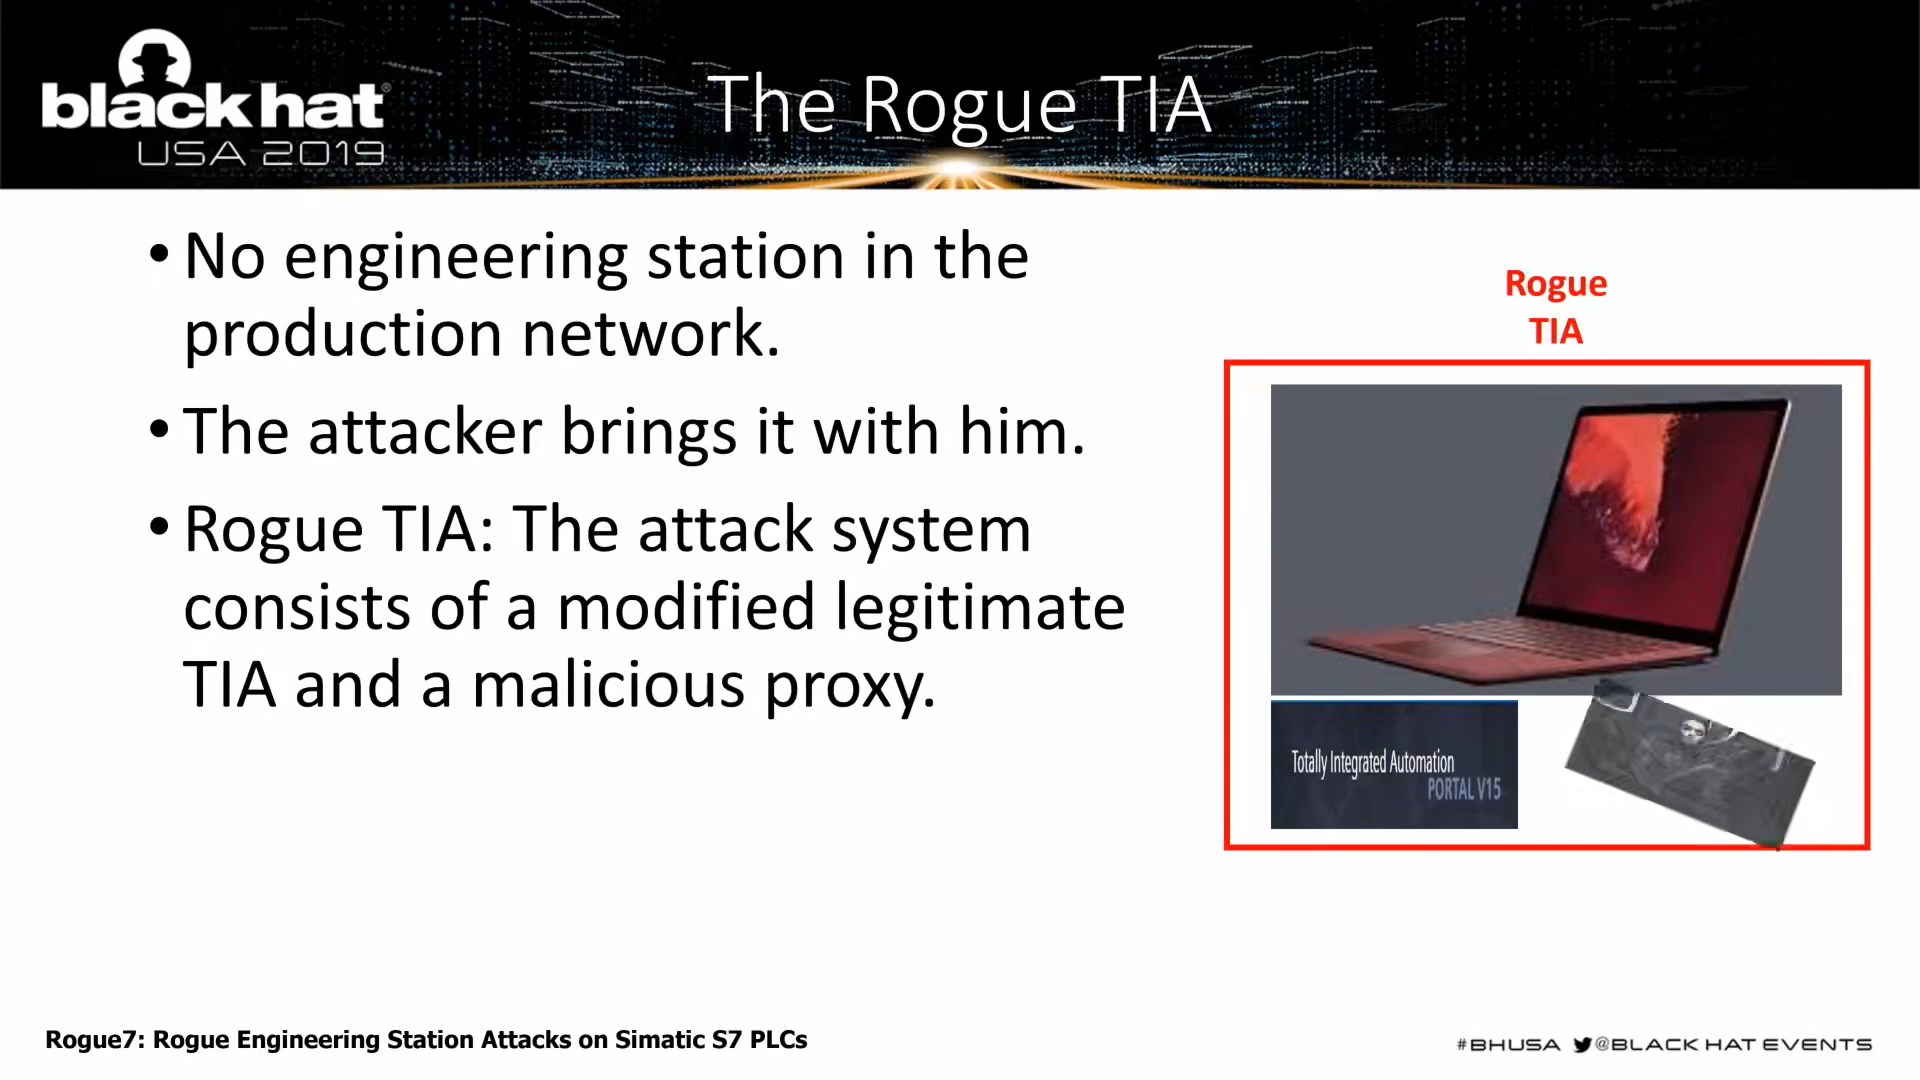 black hat®
USA 2019
The Rogue TIA
• No engineering station in the
production network.
• The attacker brings it with him.
• Rogue TIA: The attack system
consists of a modified legitimate
TIA and a malicious proxy.
Rogue
TIA
Totally Integrated Automation
PORTAL V15
Rogue7: Rogue Engineering Station Attacks on Simatic S7 PLCs
#BHUSA @BLACK HAT EVENTS